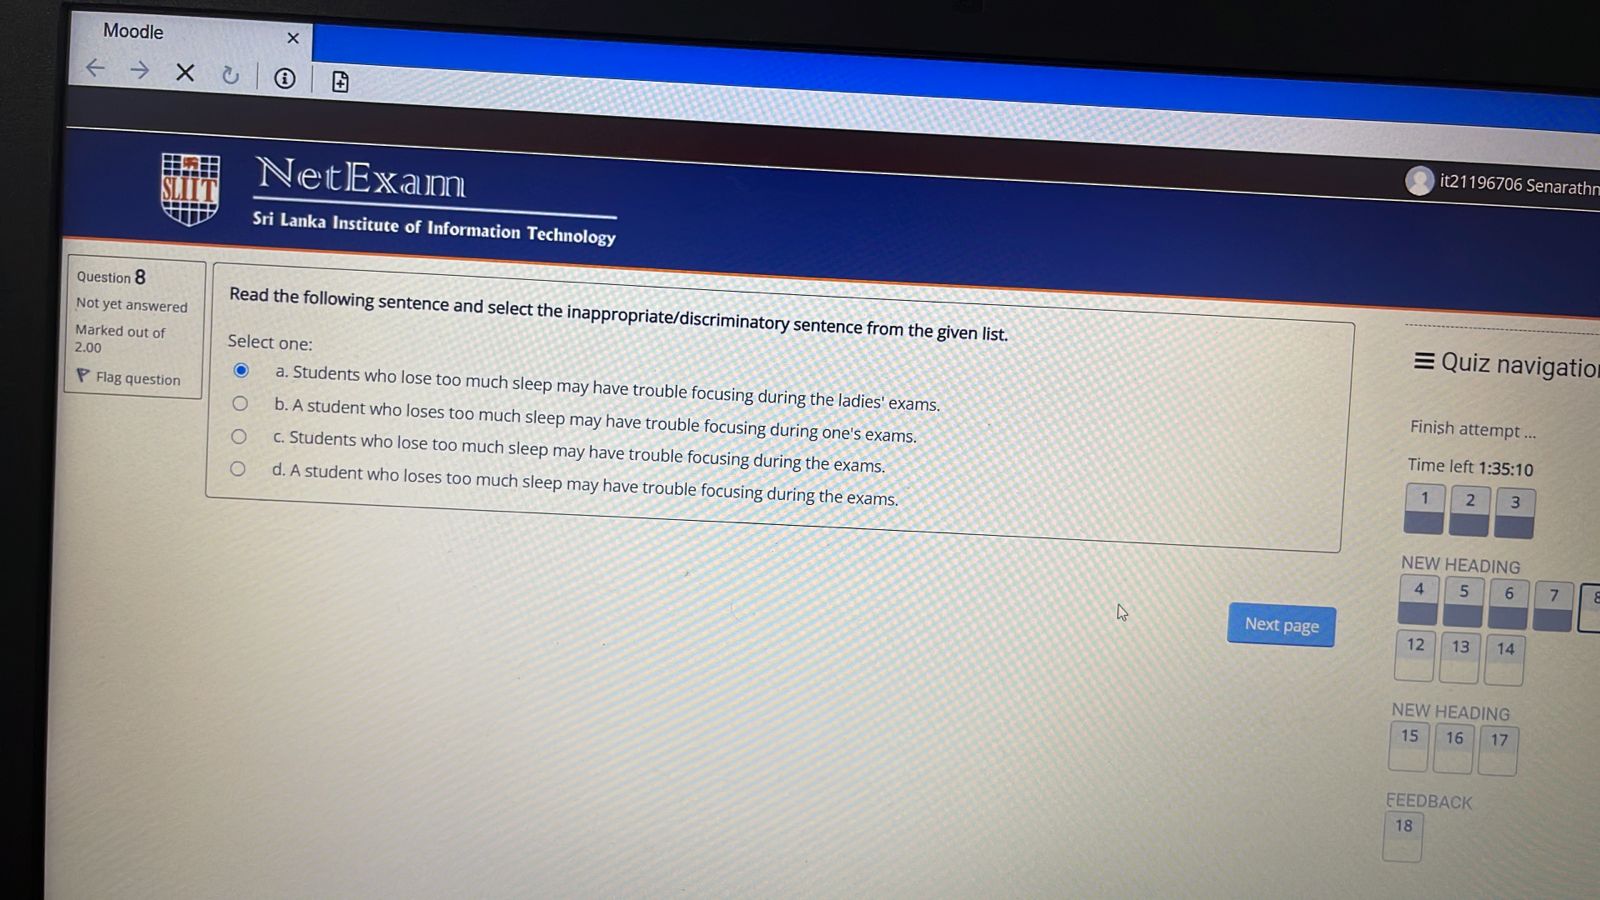 Moodle
NetExam
SLIIT
Sri Lanka Institute of Information Technology
it21196706 Senarathn
Question 8
Not yet answered
Marked out of
2.00
Flag question
Read the following sentence and select the inappropriate/discriminatory sentence from the given list.
Select one:
a. Students who lose too much sleep may have trouble focusing during the ladies' exams.
b. A student who loses too much sleep may have trouble focusing during one's exams.
c. Students who lose too much sleep may have trouble focusing during the exams.
d. A student who loses too much sleep may have trouble focusing during the exams.
Next page
Quiz navigation
Finish attempt ...
Time left 1:35:10
1 2 3
NEW HEADING
4 5 6 7 8
12 13 14
NEW HEADING
15 16 17
FEEDBACK
18